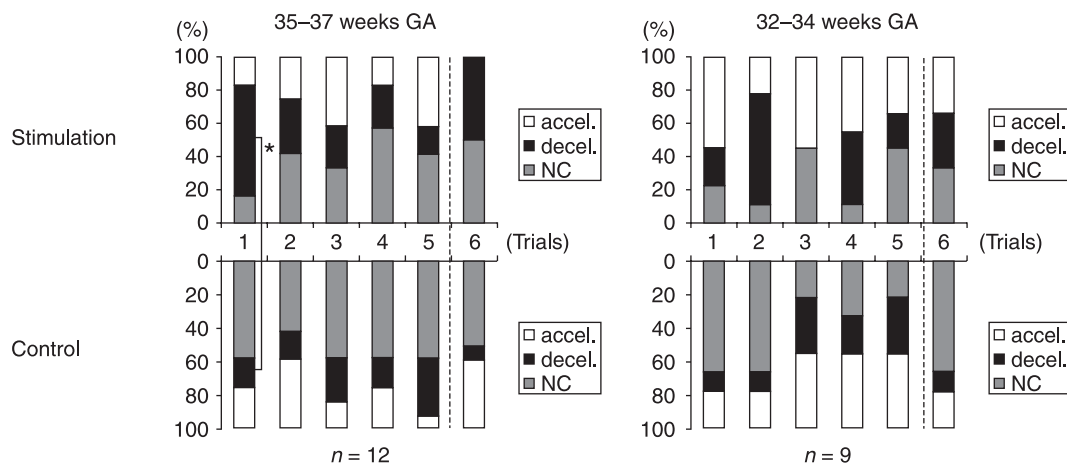 35–37 weeks GA
32–34 weeks GA
(%)
(%)
Stimulation
100
80
60
40
20
0
*
accel.
decel.
NC
100
80
60
40
20
0
accel.
decel.
NC
1 2 3 4 5 6 (Trials)
1 2 3 4 5 6 (Trials)
Control
0
20
40
60
80
100
accel.
decel.
NC
0
20
40
60
80
100
accel.
decel.
NC
n = 12
n = 9